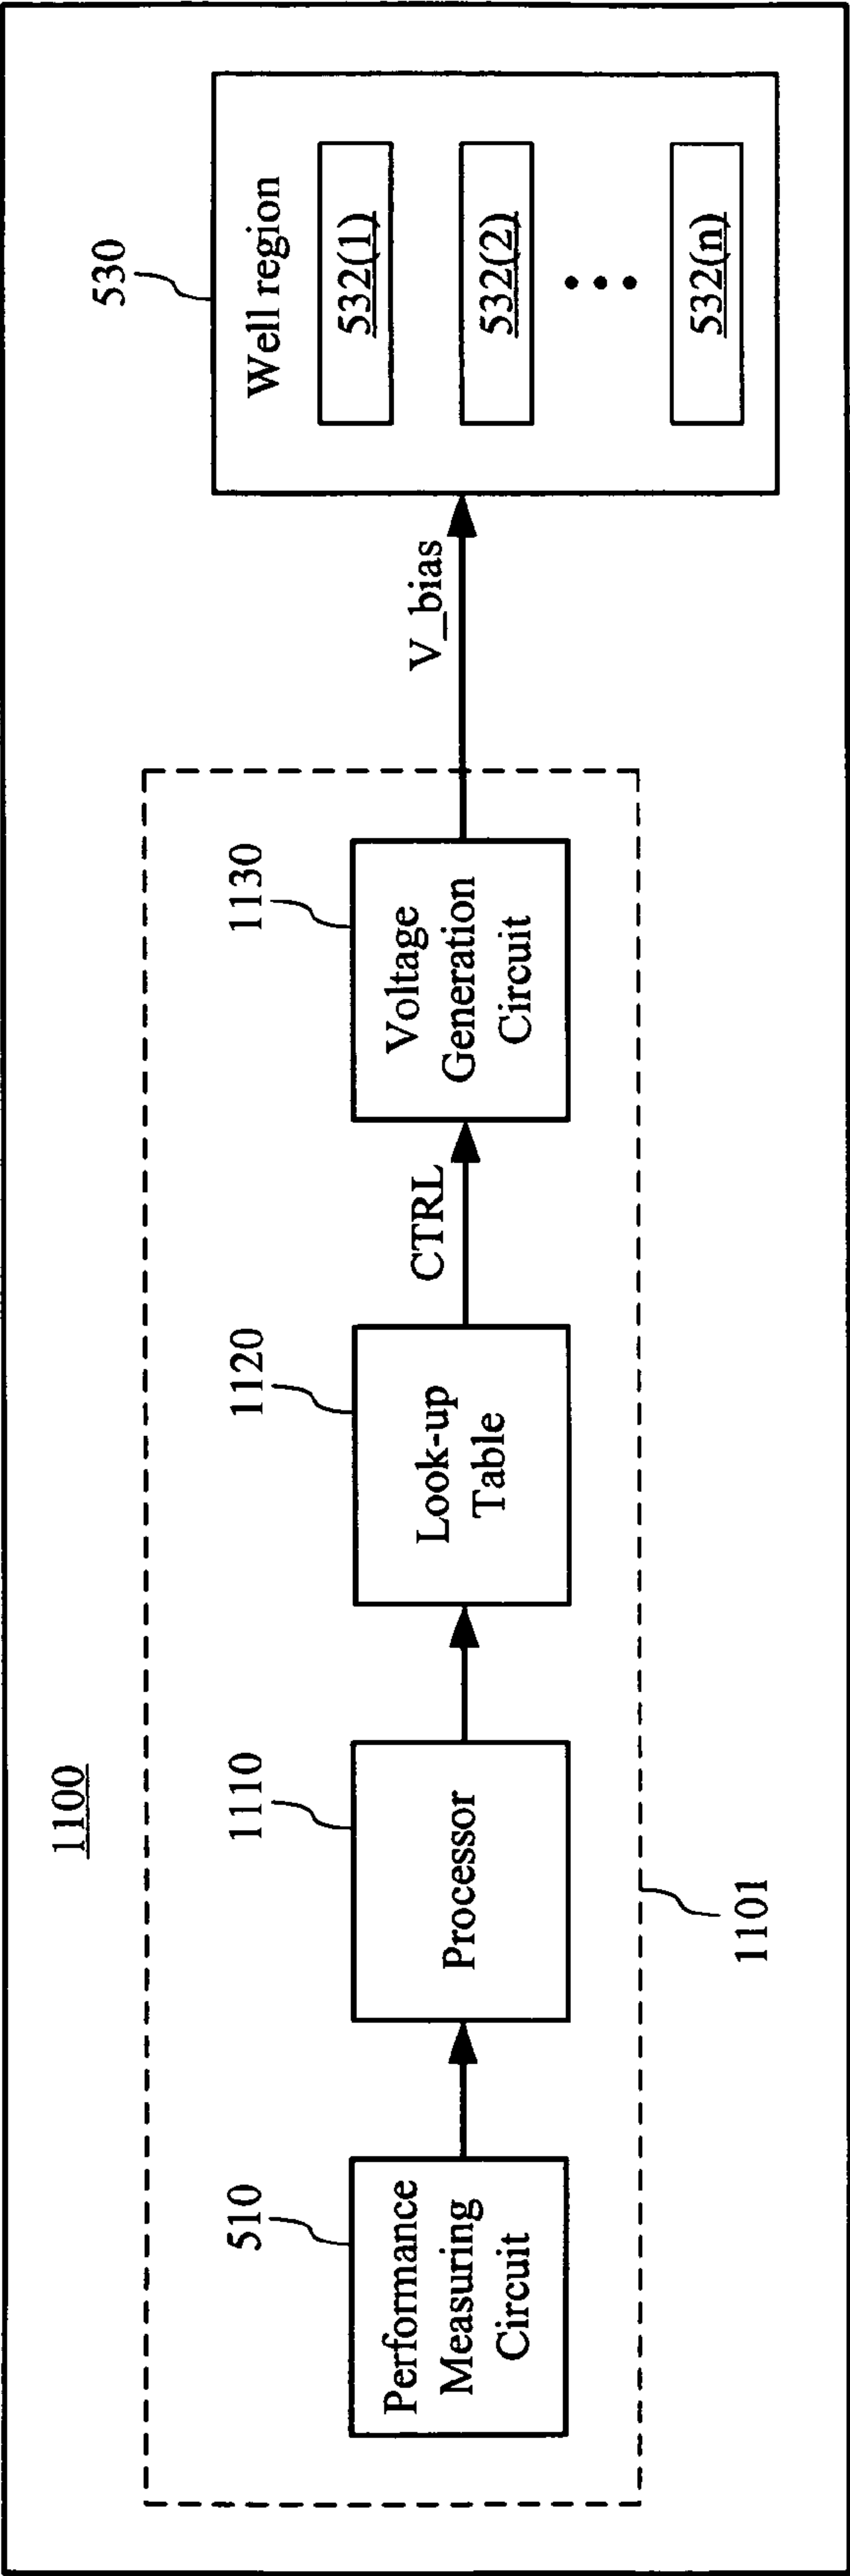 1100
510
Performance
Measuring
Circuit
1110
Processor
1120
Look-up
Table
CTRL
1130
Voltage
Generation
Circuit
V_bias
530
Well region
532(1)
532(2)
532(n)
1101